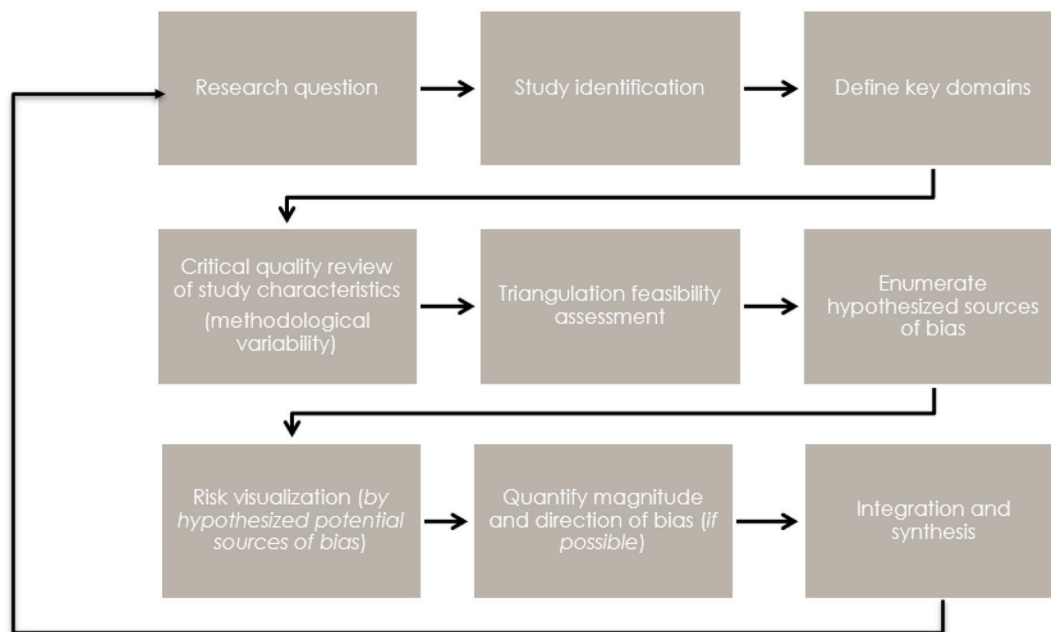 Research question
Study identification
Define key domains
Critical quality review
of study characteristics
(methodological
variability)
Triangulation feasibility
assessment
Enumerate
hypothesized sources
of bias
Risk visualization (by
hypothesized potential
sources of bias)
Quantify magnitude
and direction of bias (if
possible)
Integration and
synthesis